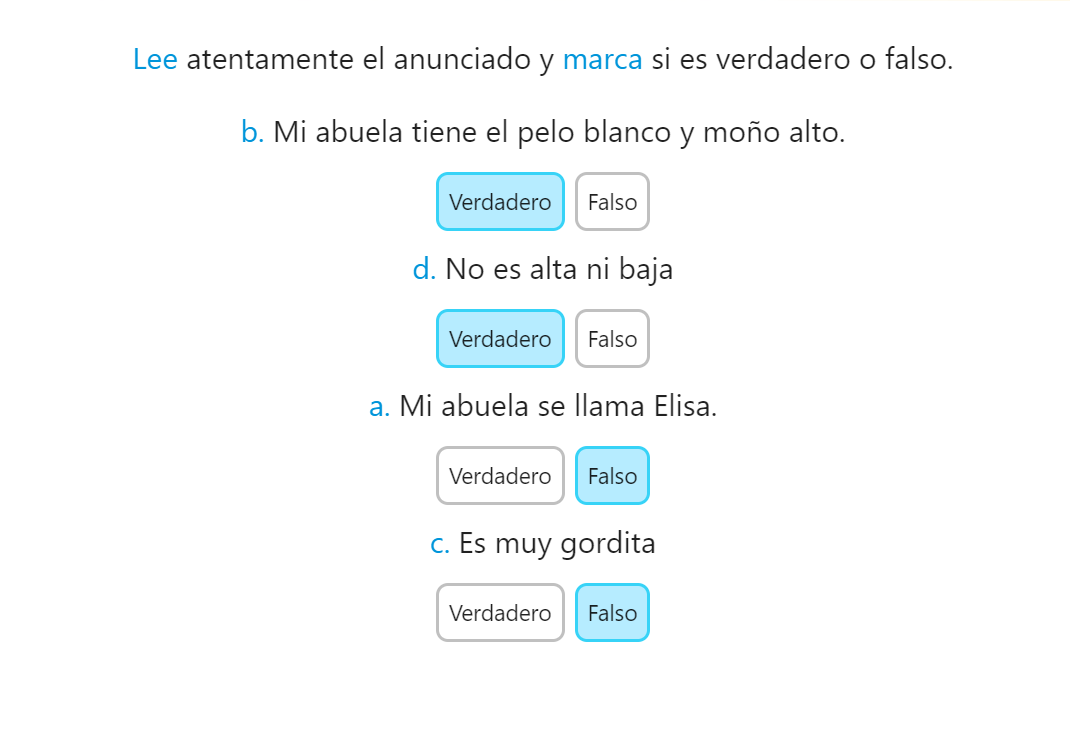 Lee atentamente el anunciado y marca si es verdadero o falso.
b. Mi abuela tiene el pelo blanco y moño alto.
Verdadero Falso
d. No es alta ni baja
Verdadero Falso
a. Mi abuela se llama Elisa.
Verdadero Falso
c. Es muy gordita
Verdadero Falso